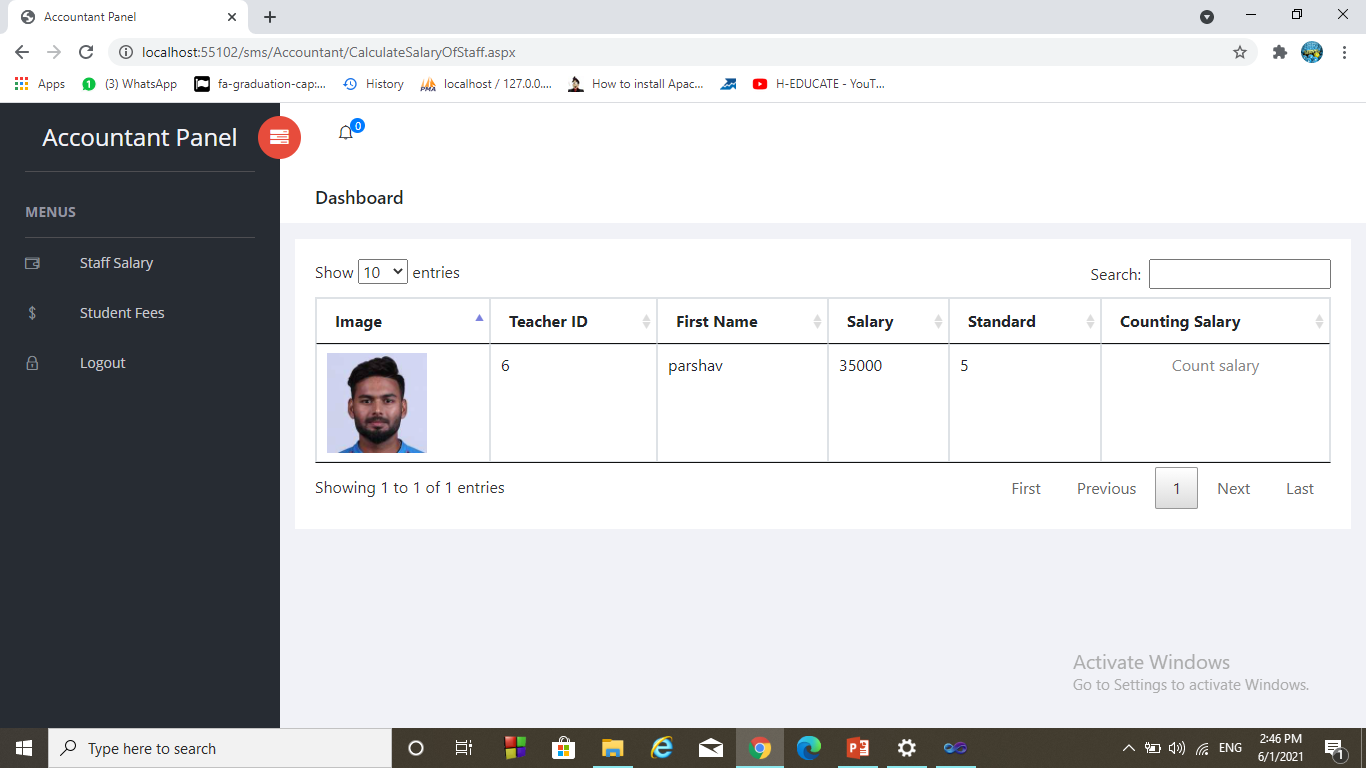 Accountant Panel
localhost:55102/sms/Accountant/CalculateSalaryOfStaff.aspx
Apps
1
(3) WhatsApp
fa-graduation-cap:...
History
PMA
localhost / 127.0.0....
How to install Apac...
H-EDUCATE - YouT...
Accountant Panel
0
Dashboard
MENUS
Staff Salary
Student Fees
Logout
Show 10 entries
Search:
Image Teacher ID First Name Salary Standard Counting Salary
6 parshav 35000 5 Count salary
Showing 1 to 1 of 1 entries
First Previous 1 Next Last
Activate Windows
Go to Settings to activate Windows.
Type here to search
ENG
2:46 PM
6/1/2021
1